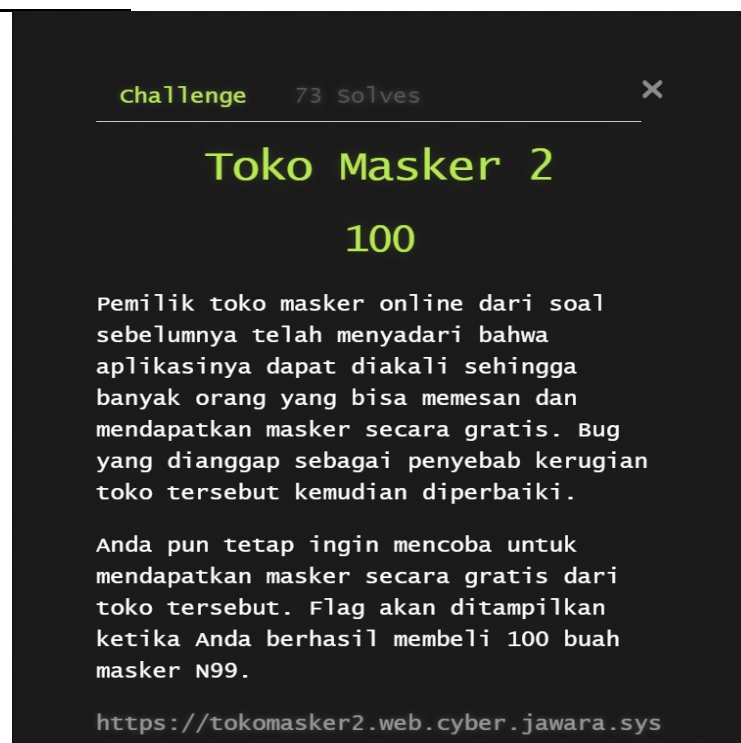 Challenge 73 Solves ×
Toko Masker 2
100
Pemilik toko masker online dari soal
sebelumnya telah menyadari bahwa
aplikasinya dapat diakali sehingga
banyak orang yang bisa memesan dan
mendapatkan masker secara gratis. Bug
yang dianggap sebagai penyebab kerugian
toko tersebut kemudian diperbaiki.
Anda pun tetap ingin mencoba untuk
mendapatkan masker secara gratis dari
toko tersebut. Flag akan ditampilkan
ketika Anda berhasil membeli 100 buah
masker N99.
https://tokomasker2.web.cyber.jawara.sys